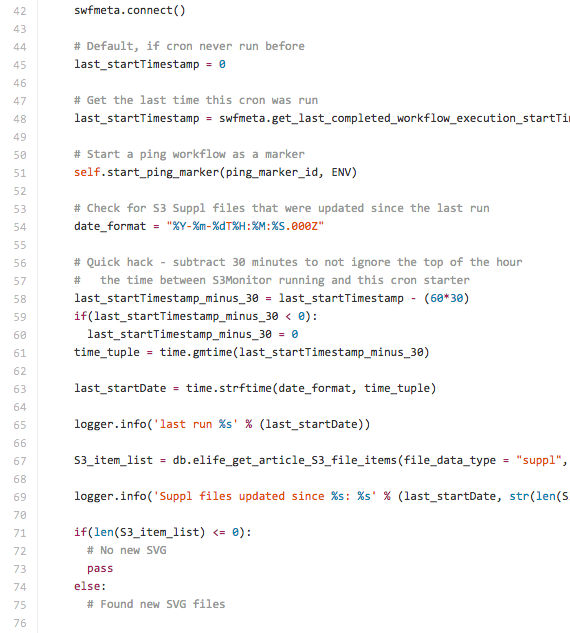 42 swfmeta.connect()
43
44 # Default, if cron never run before
45 last_startTimestamp = 0
46
47 # Get the last time this cron was run
48 last_startTimestamp = swfmeta.get_last_completed_workflow_execution_startTi
49
50 # Start a ping workflow as a marker
51 self.start_ping_marker(ping_marker_id, ENV)
52
53 # Check for S3 Suppl files that were updated since the last run
54 date_format = "%Y-%m-%dT%H:%M:%S.000Z"
55
56 # Quick hack - subtract 30 minutes to not ignore the top of the hour
57 #   the time between S3Monitor running and this cron starter
58 last_startTimestamp_minus_30 = last_startTimestamp - (60*30)
59 if(last_startTimestamp_minus_30 < 0):
60   last_startTimestamp_minus_30 = 0
61 time_tuple = time.gmtime(last_startTimestamp_minus_30)
62
63 last_startDate = time.strftime(date_format, time_tuple)
64
65 logger.info('last run %s' % (last_startDate))
66
67 S3_item_list = db.elife_get_article_S3_file_items(file_data_type = "suppl",
68
69 logger.info('Suppl files updated since %s: %s' % (last_startDate, str(len(S
70
71 if(len(S3_item_list) <= 0):
72   # No new SVG
73   pass
74 else:
75   # Found new SVG files
76